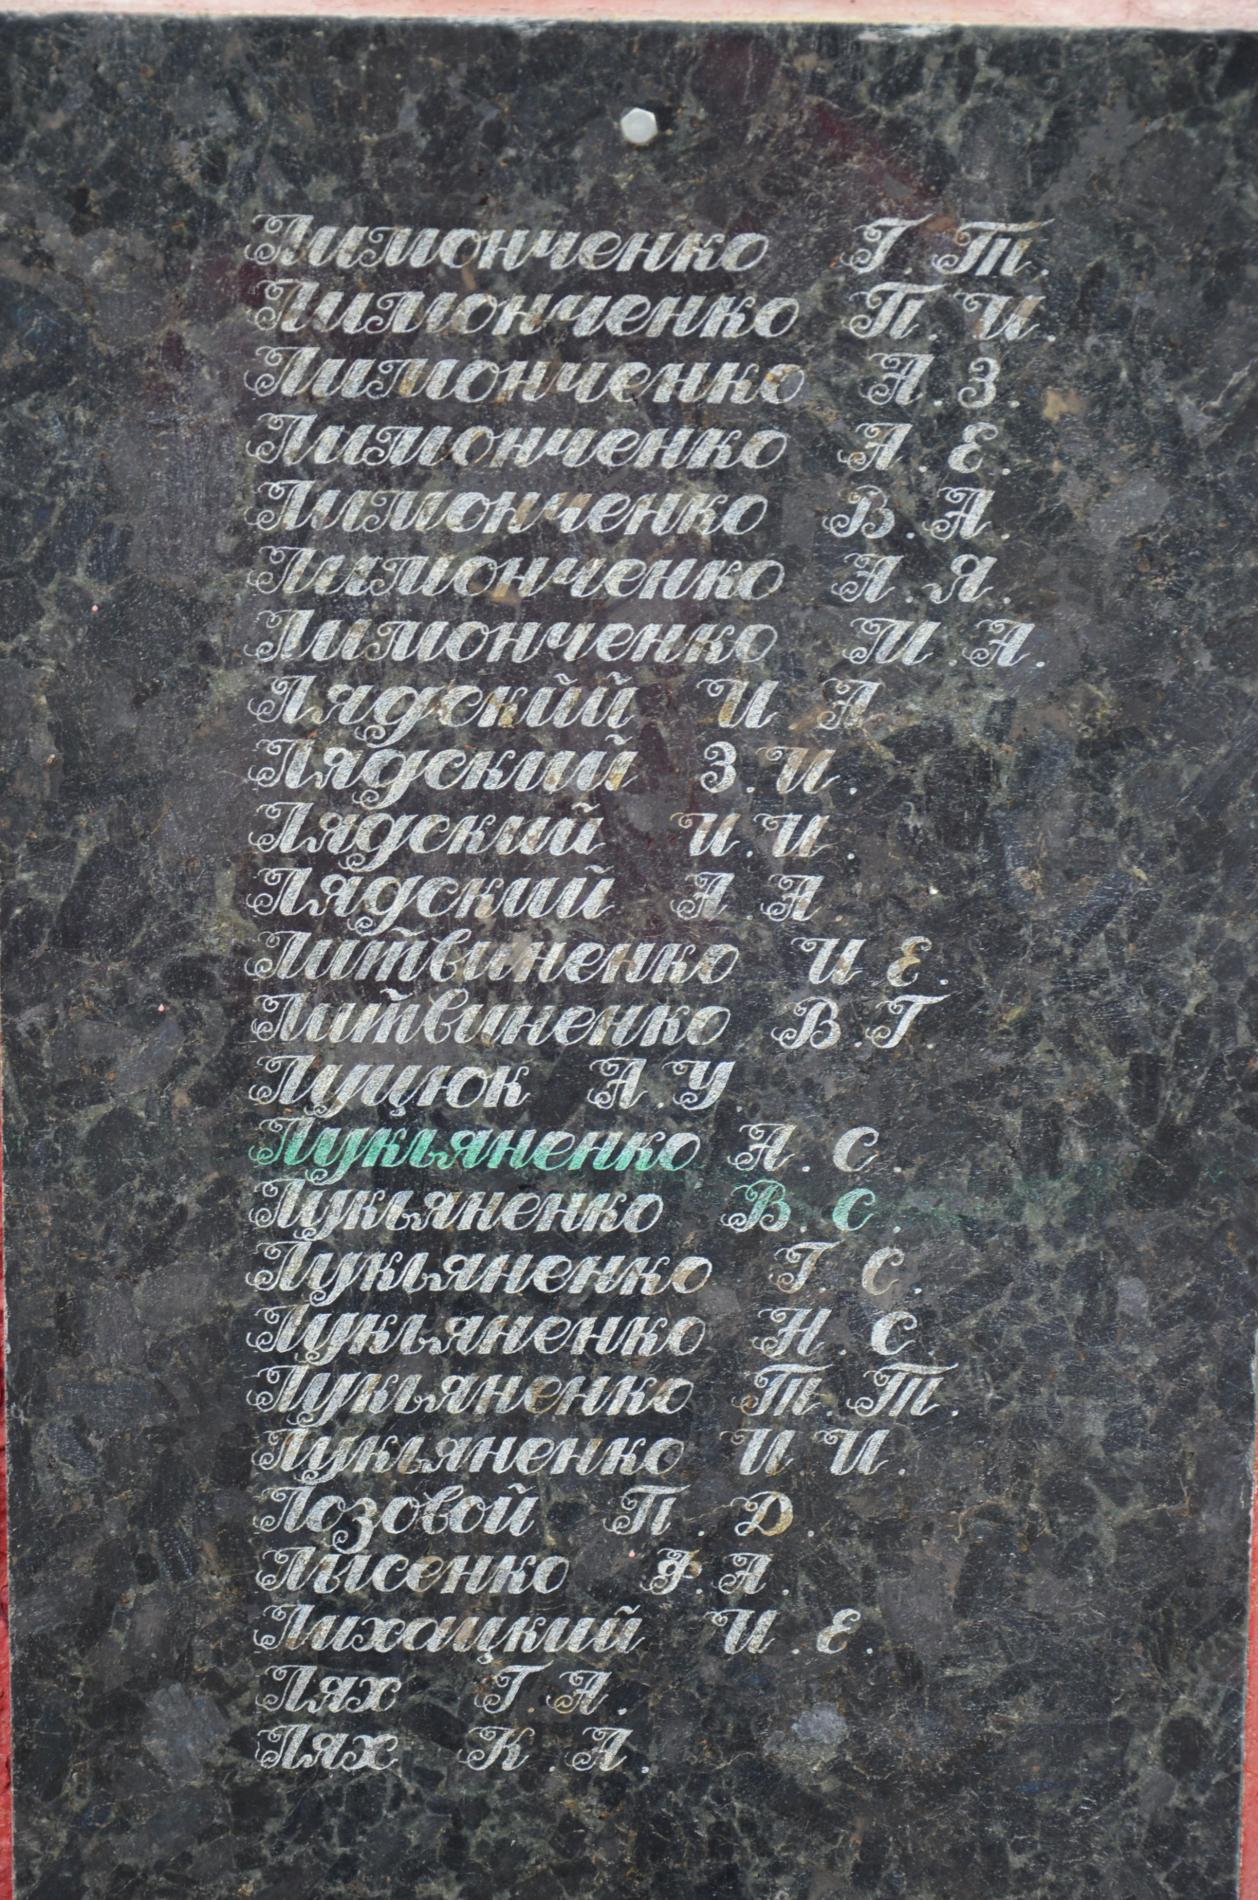 Лимонченко Г. Т.
Лимонченко П. И.
Лимонченко А. З.
Лимонченко А. Е.
Лимонченко В. А.
Лимонченко А. Я.
Лимонченко Ш. А.
Лядский И А
Лядский З. И.
Лядский И. И.
Лядский А. А.
Литвиненко И Е.
Литвиненко В. Г.
Луцюк А. У.
Лукьяненко А. С.
Лукьяненко В. С.
Лукьяненко Г. С.
Лукьяненко Н. С.
Лукьяненко Т. Т.
Лукьяненко И И.
Лозовой П. Д.
Лысенко Ф. А.
Лихацкий И. Е.
Лях Г. А.
Лях К. А.